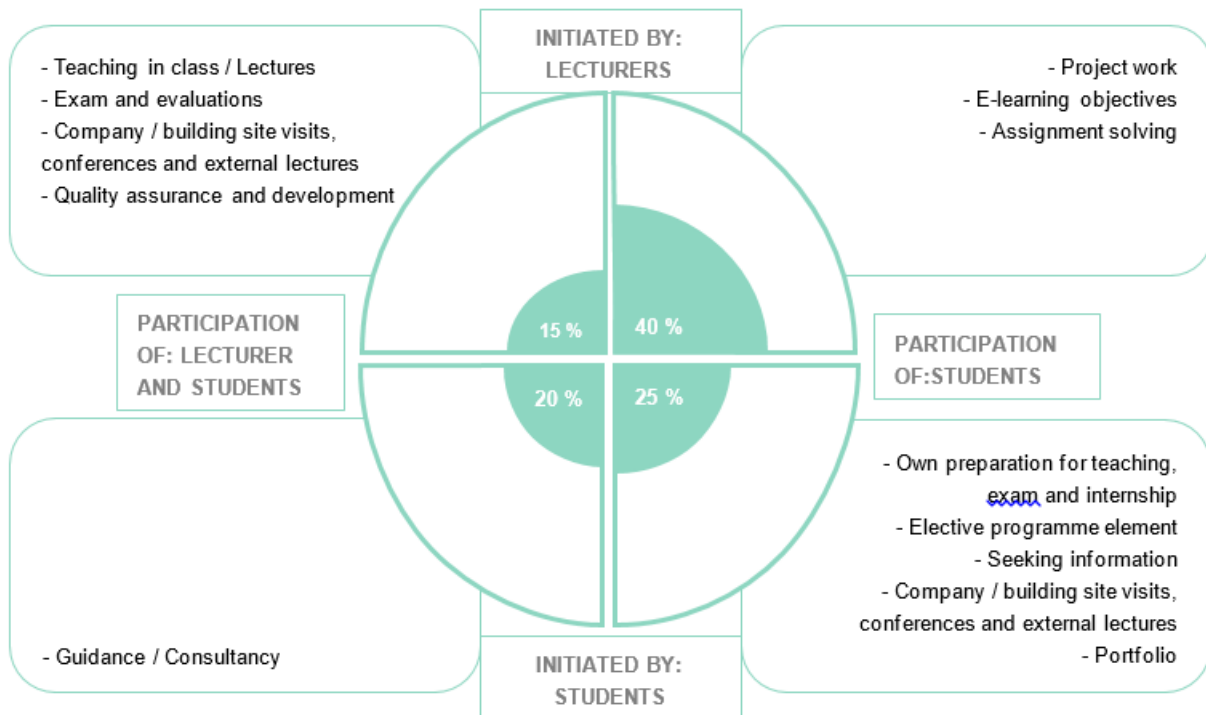 INITIATED BY:
LECTURERS
- Teaching in class / Lectures
- Exam and evaluations
- Company / building site visits,
conferences and external lectures
- Quality assurance and development
- Project work
- E-learning objectives
- Assignment solving
15 %
40 %
PARTICIPATION
OF: LECTURER
AND STUDENTS
PARTICIPATION
OF:STUDENTS
20 %
25 %
- Guidance / Consultancy
- Own preparation for teaching,
exam and internship
- Elective programme element
- Seeking information
- Company / building site visits,
conferences and external lectures
- Portfolio
INITIATED BY:
STUDENTS